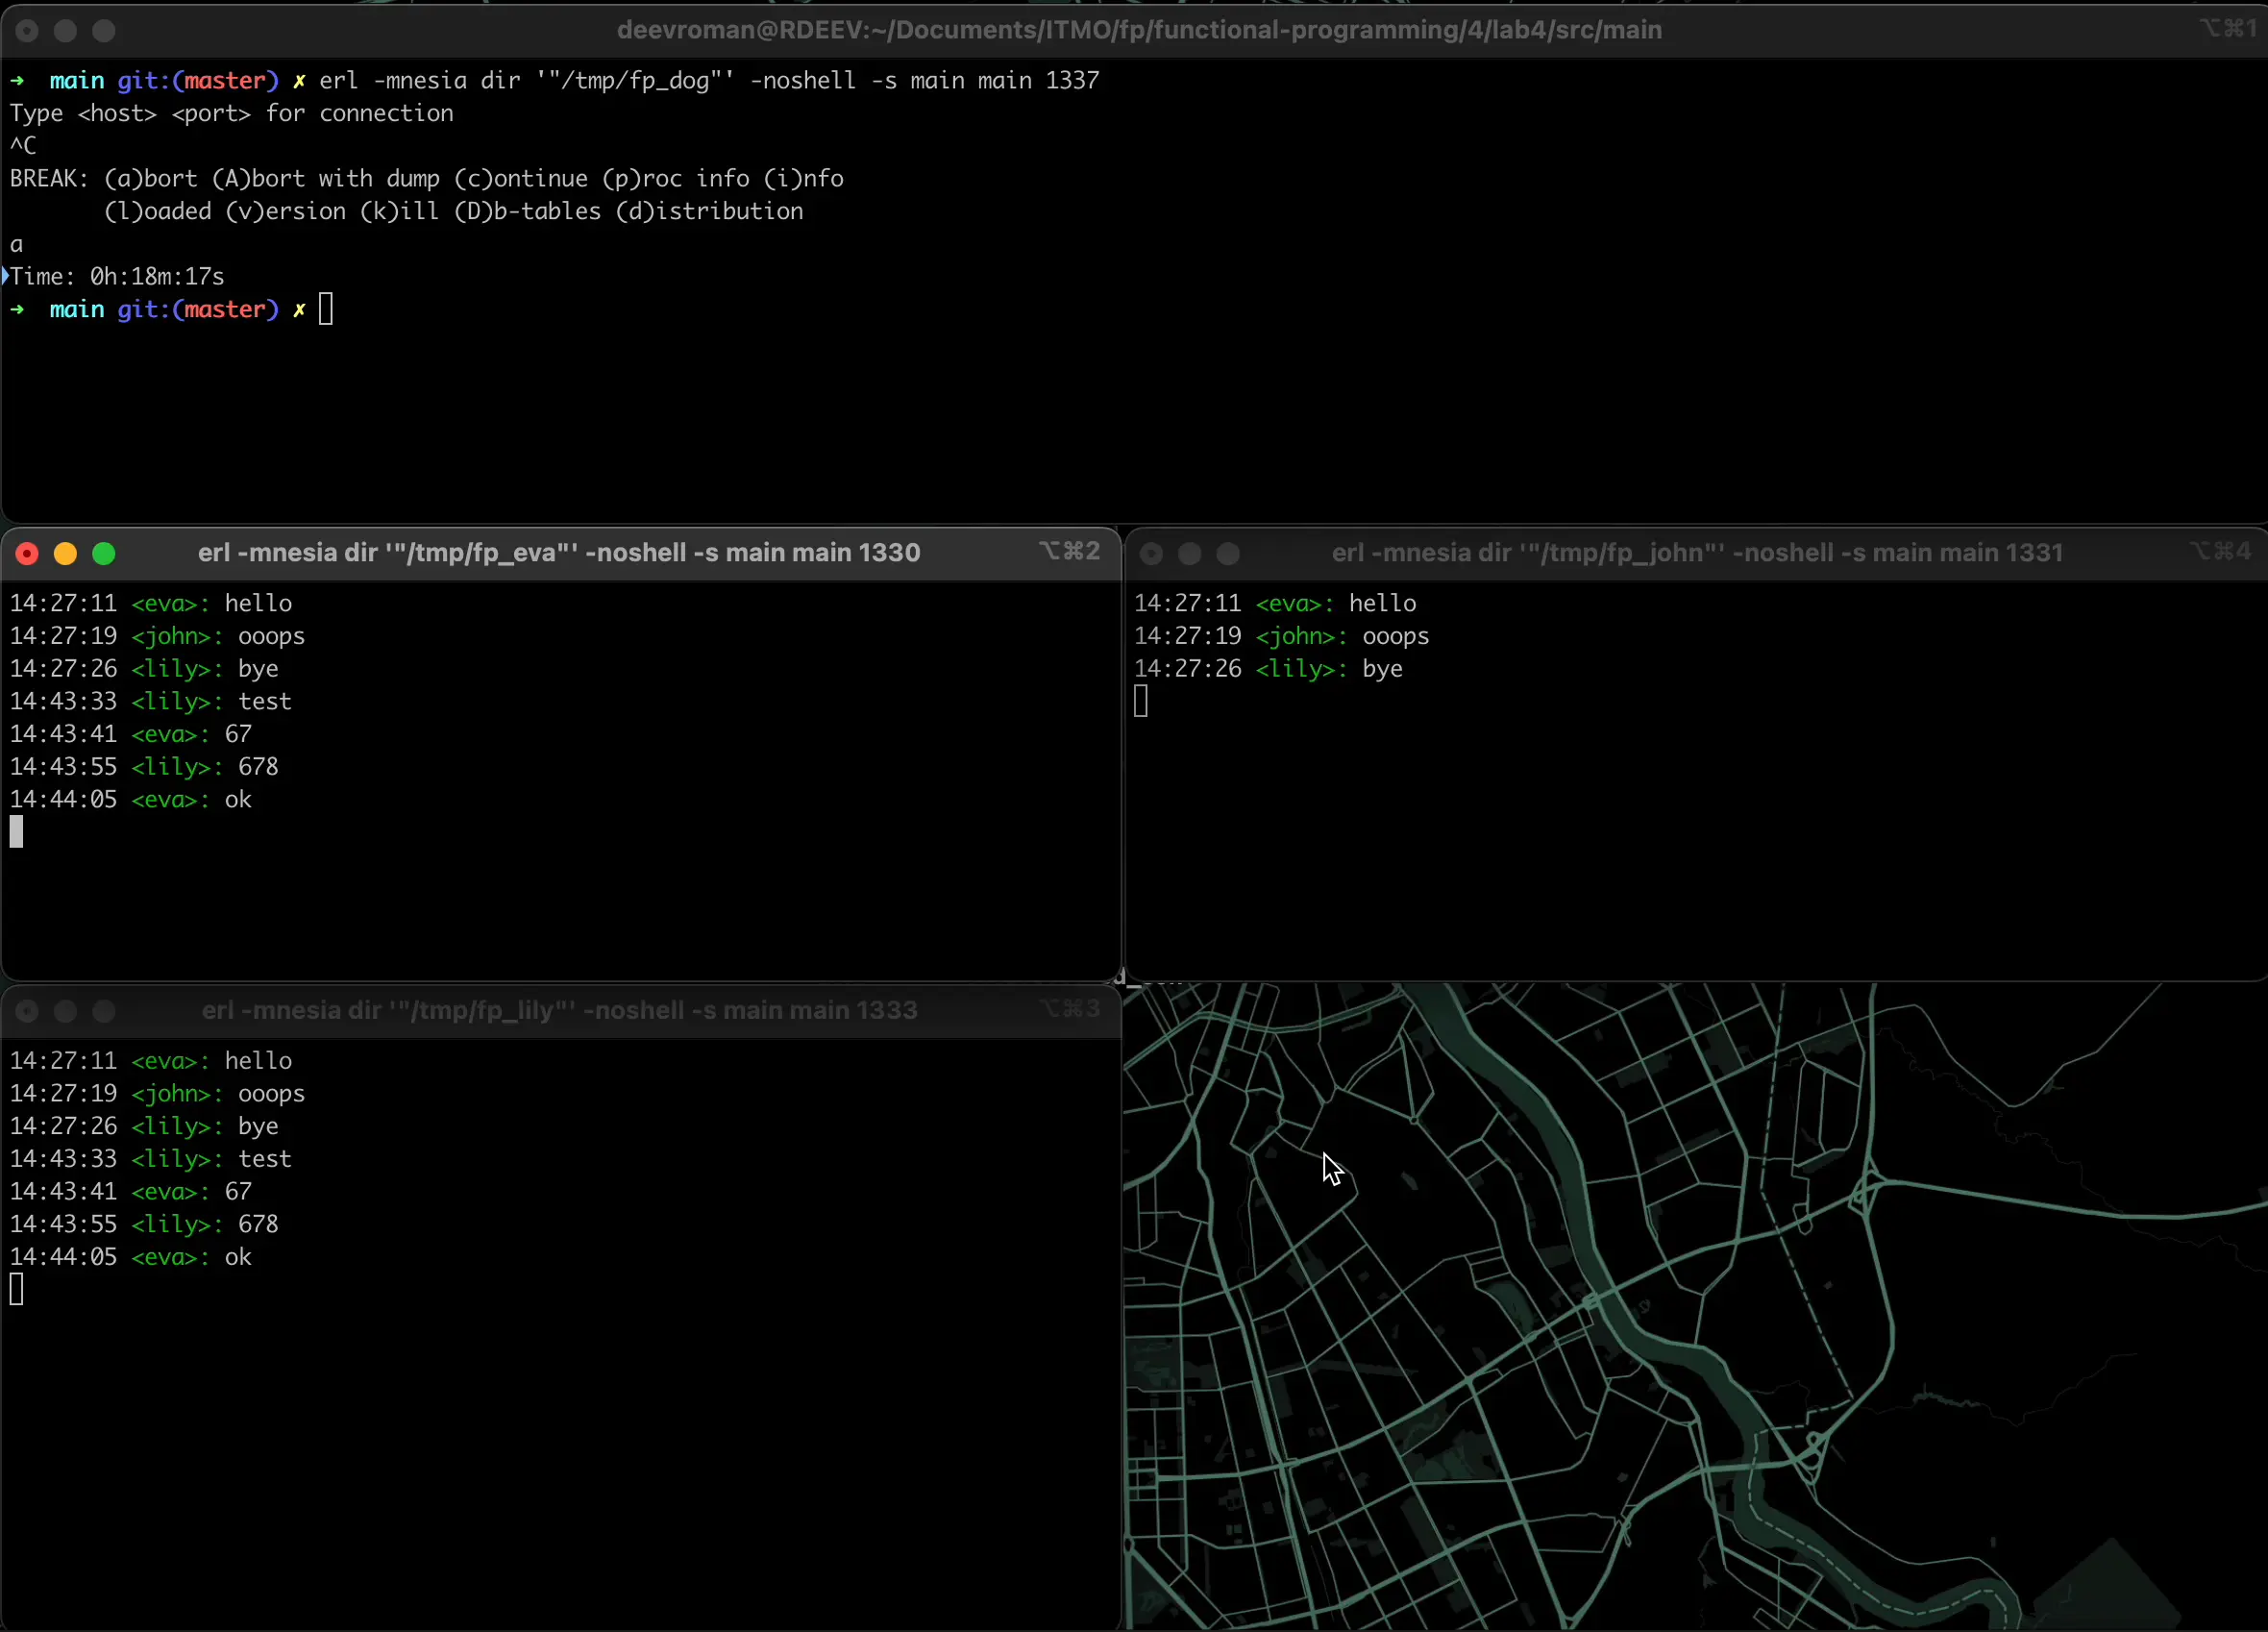 deevroman@RDEEV:~/Documents/ITMO/fp/functional-programming/4/lab4/src/main ⌥⌘1
→ main git:(master) ✗ erl -mnesia dir '"/tmp/fp_dog"' -noshell -s main main 1337
Type <host> <port> for connection
^C
BREAK: (a)bort (A)bort with dump (c)ontinue (p)roc info (i)nfo
(l)oaded (v)ersion (k)ill (D)b-tables (d)istribution
a
Time: 0h:18m:17s
→ main git:(master) ✗
erl -mnesia dir '"/tmp/fp_eva"' -noshell -s main main 1330 ⌥⌘2
14:27:11 <eva>: hello
14:27:19 <john>: ooops
14:27:26 <lily>: bye
14:43:33 <lily>: test
14:43:41 <eva>: 67
14:43:55 <lily>: 678
14:44:05 <eva>: ok
erl -mnesia dir '"/tmp/fp_john"' -noshell -s main main 1331 ⌥⌘4
14:27:11 <eva>: hello
14:27:19 <john>: ooops
14:27:26 <lily>: bye
erl -mnesia dir '"/tmp/fp_lily"' -noshell -s main main 1333 ⌥⌘3
14:27:11 <eva>: hello
14:27:19 <john>: ooops
14:27:26 <lily>: bye
14:43:33 <lily>: test
14:43:41 <eva>: 67
14:43:55 <lily>: 678
14:44:05 <eva>: ok